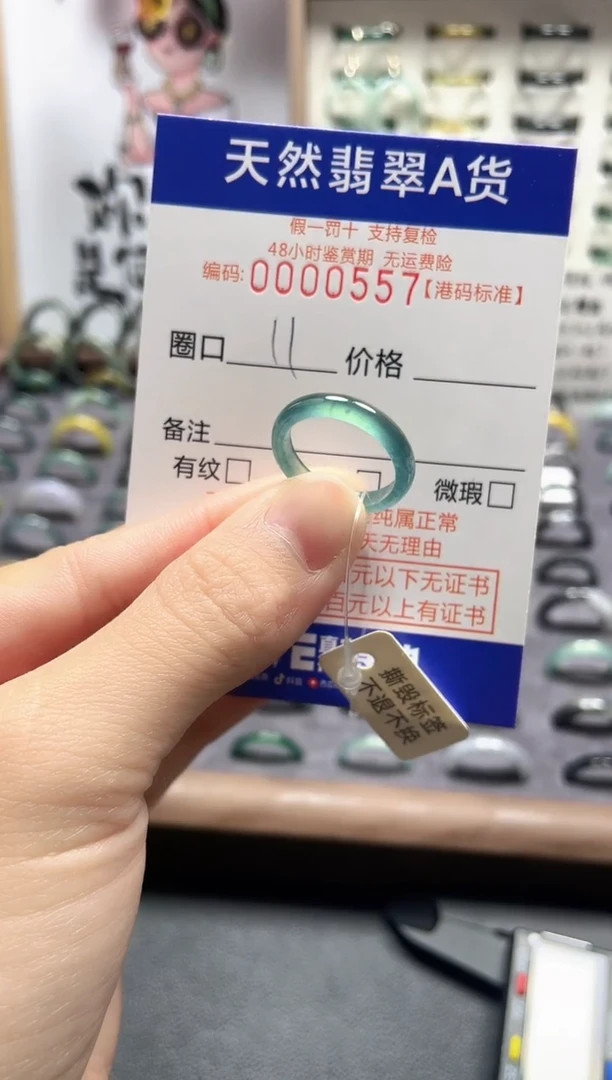 天然翡翠A货
假一罚十 支持复检
48小时鉴赏期 无运费险
编码: 0000557【港码标准】
圈口 11 价格
备注
有纹 微瑕
纯属正常
天无理由
元以下无证书
百元以上有证书
抖音
撕毁标签
不退不换